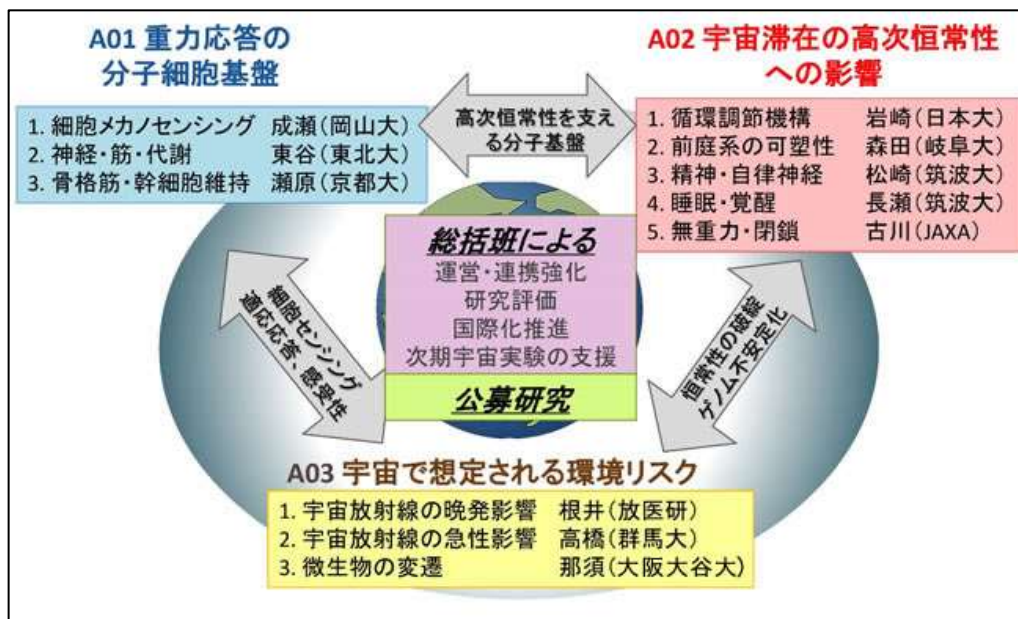 A01 重力応答の
分子細胞基盤
1. 細胞メカノセンシング 成瀬(岡山大)
2. 神経・筋・代謝 東谷(東北大)
3. 骨格筋・幹細胞維持 瀬原(京都大)
高次恒常性を支え
る分子基盤
A02 宇宙滞在の高次恒常性
への影響
1. 循環調節機構 岩崎(日本大)
2. 前庭系の可塑性 森田(岐阜大)
3. 精神・自律神経 松崎(筑波大)
4. 睡眠・覚醒 長瀬(筑波大)
5. 無重力・閉鎖 古川(JAXA)
総括班による
運営・連携強化
研究評価
国際化推進
次期宇宙実験の支援
公募研究
細胞センシング
適応応答、感受性
恒常性の破綻
ゲノム不安定化
A03 宇宙で想定される環境リスク
1. 宇宙放射線の晩発影響 根井(放医研)
2. 宇宙放射線の急性影響 高橋(群馬大)
3. 微生物の変遷 那須(大阪大谷大)